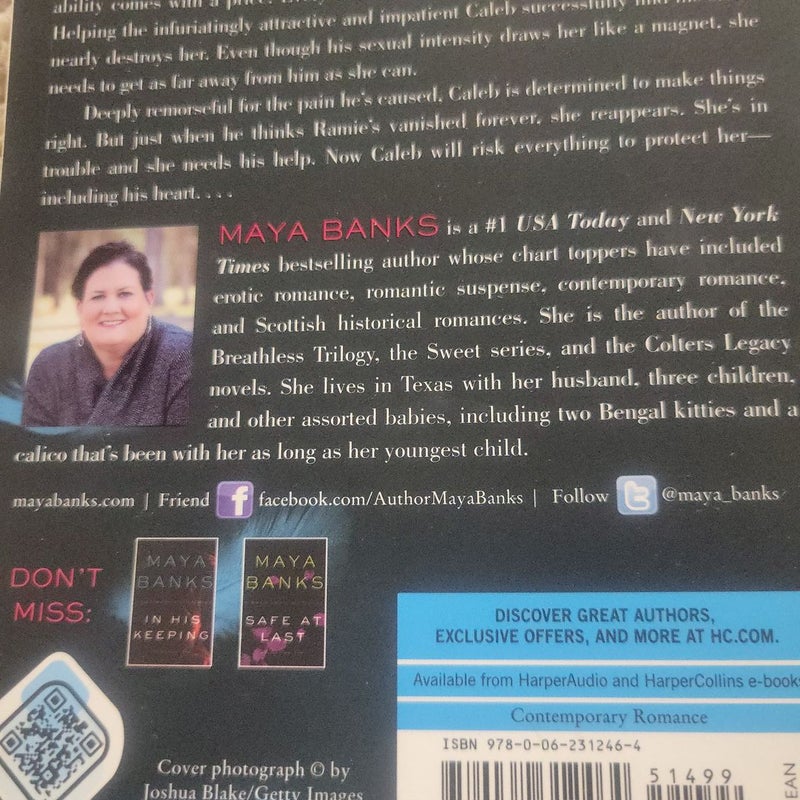 ability comes with a price.
Helping the infuriatingly attractive and impatient Caleb successfully
nearly destroys her. Even though his sexual intensity draws her like a magnet, she
needs to get as far away from him as she can.
Deeply remorseful for the pain he's caused, Caleb is determined to make things
right. But just when he thinks Ramie's vanished forever, she reappears. She's in
trouble and she needs his help. Now Caleb will risk everything to protect her—
including his heart. . . .
MAYA BANKS is a #1 USA Today and New York
Times bestselling author whose chart toppers have included
erotic romance, romantic suspense, contemporary romance,
and Scottish historical romances. She is the author of the
Breathless Trilogy, the Sweet series, and the Colters Legacy
novels. She lives in Texas with her husband, three children,
and other assorted babies, including two Bengal kitties and a
calico that's been with her as long as her youngest child.
mayabanks.com | Friend f facebook.com/AuthorMayaBanks | Follow t @maya_banks
DON'T
MISS:
MAYA
BANKS
IN HIS
KEEPING
MAYA
BANKS
SAFE AT
LAST
DISCOVER GREAT AUTHORS,
EXCLUSIVE OFFERS, AND MORE AT HC.COM.
Available from HarperAudio and HarperCollins e-books
Contemporary Romance
ISBN 978-0-06-231246-4
51499
EAN
Cover photograph © by
Joshua Blake/Getty Images